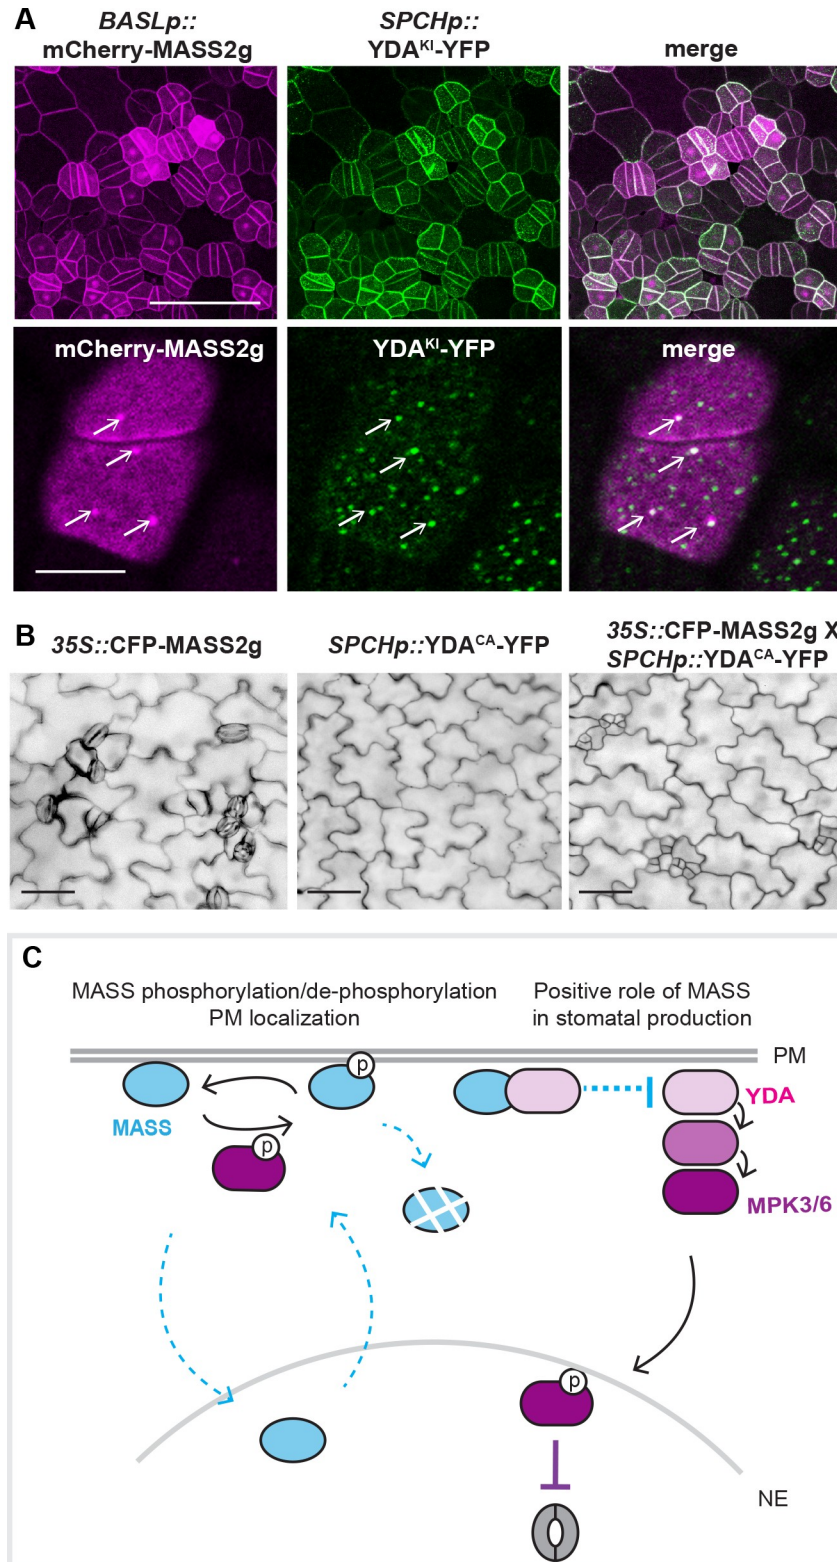 A
BASLp::
mCherry-MASS2g
SPCHp::
YDAᴷᴵ-YFP
merge
mCherry-MASS2g
YDAᴷᴵ-YFP
merge
B
35S::CFP-MASS2g
SPCHp::YDAᶜᴬ-YFP
35S::CFP-MASS2g X
SPCHp::YDAᶜᴬ-YFP
C
MASS phosphorylation/de-phosphorylation
PM localization
Positive role of MASS
in stomatal production
PM
p
YDA
MASS
p
MPK3/6
p
NE